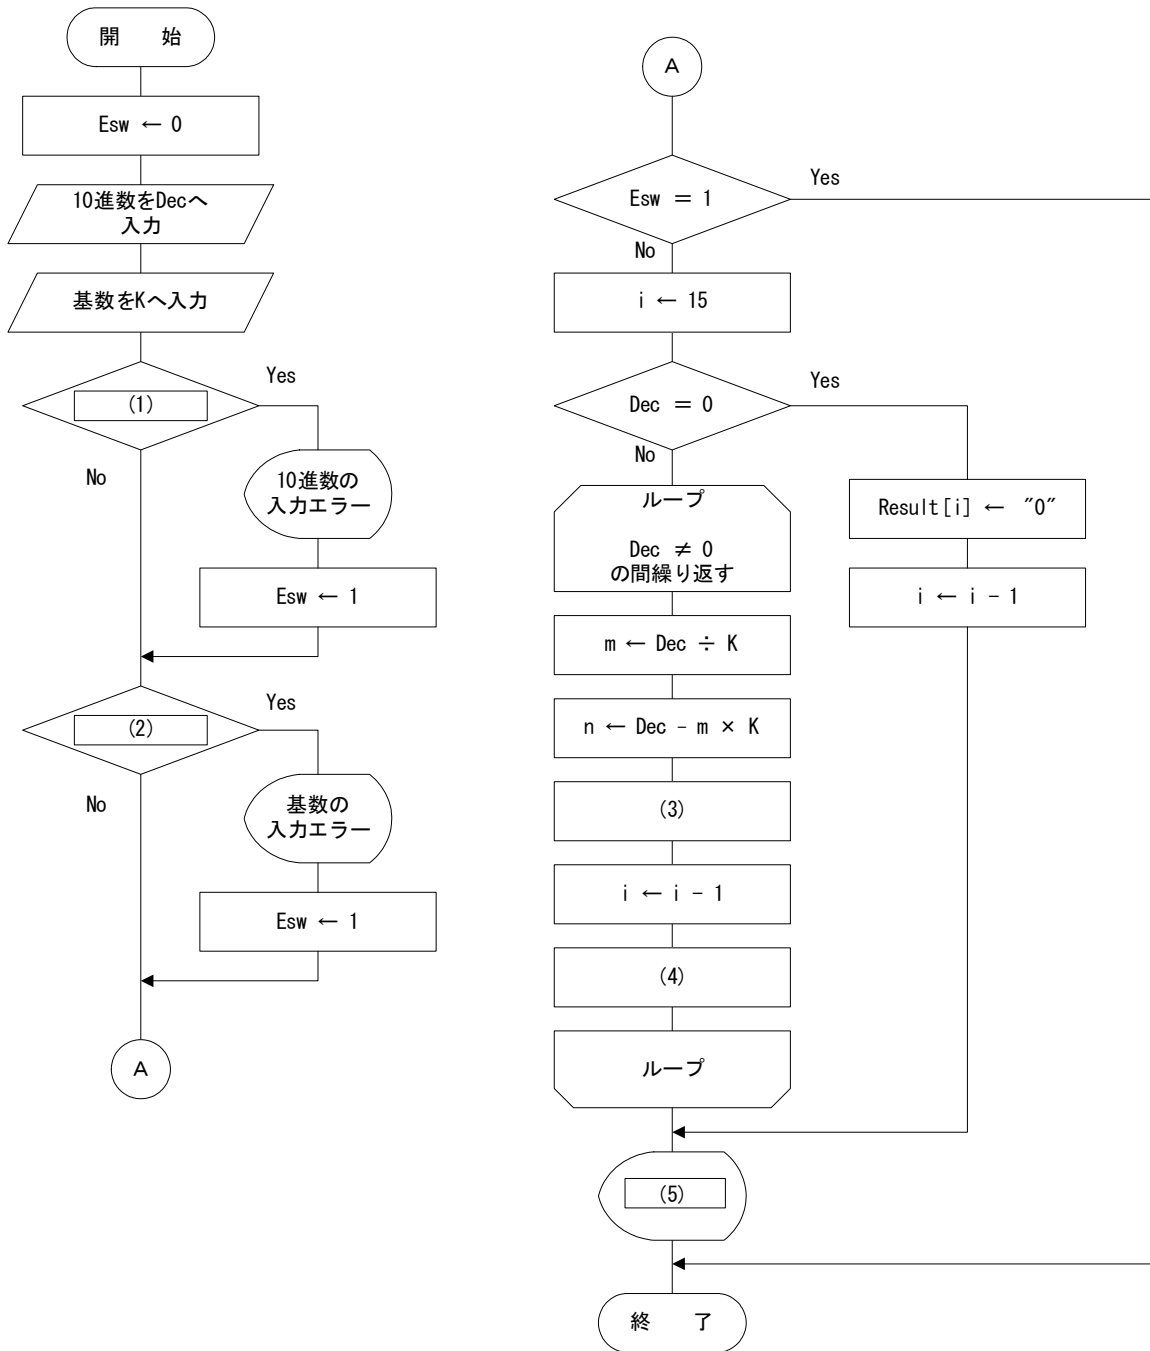 開　始
Esw ← 0
10進数をDecへ
入力
基数をKへ入力
(1)
Yes
No
10進数の
入力エラー
Esw ← 1
(2)
Yes
No
基数の
入力エラー
Esw ← 1
A
A
Esw ＝ 1
Yes
No
i ← 15
Dec ＝ 0
Yes
No
ループ
Dec ≠ 0
の間繰り返す
Result[i] ← "0"
i ← i － 1
m ← Dec ÷ K
n ← Dec － m × K
(3)
i ← i － 1
(4)
ループ
(5)
終　了